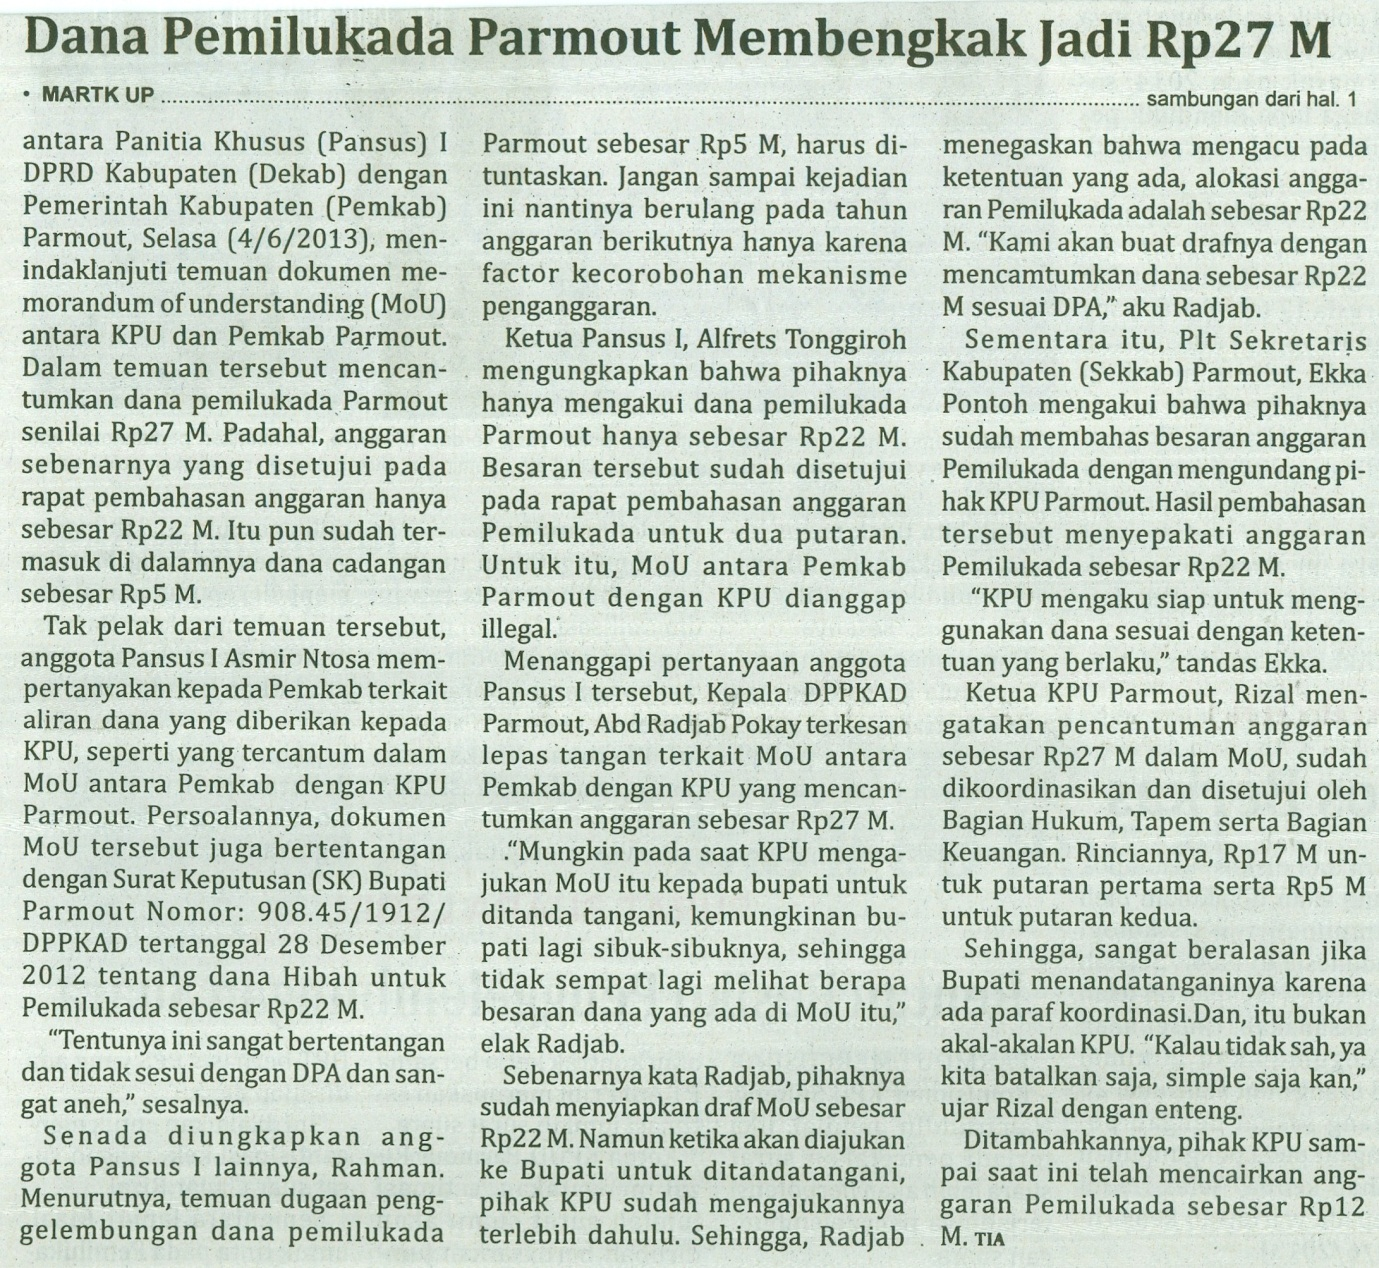 Dana Pemilukada Parmout Membengkak Jadi Rp27 M
• MARTK UP ........ sambungan dari hal. 1
antara Panitia Khusus (Pansus) I
DPRD Kabupaten (Dekab) dengan
Pemerintah Kabupaten (Pemkab)
Parmout, Selasa (4/6/2013), men-
indaklanjuti temuan dokumen me-
morandum of understanding (MoU)
antara KPU dan Pemkab Parmout.
Dalam temuan tersebut mencan-
tumkan dana pemilukada Parmout
senilai Rp27 M. Padahal, anggaran
sebenarnya yang disetujui pada
rapat pembahasan anggaran hanya
sebesar Rp22 M. Itu pun sudah ter-
masuk di dalamnya dana cadangan
sebesar Rp5 M.
Tak pelak dari temuan tersebut,
anggota Pansus I Asmir Ntosa mem-
pertanyakan kepada Pemkab terkait
aliran dana yang diberikan kepada
KPU, seperti yang tercantum dalam
MoU antara Pemkab dengan KPU
Parmout. Persoalannya, dokumen
MoU tersebut juga bertentangan
dengan Surat Keputusan (SK) Bupati
Parmout Nomor: 908.45/1912/
DPPKAD tertanggal 28 Desember
2012 tentang dana Hibah untuk
Pemilukada sebesar Rp22 M.
“Tentunya ini sangat bertentangan
dan tidak sesui dengan DPA dan san-
gat aneh,” sesalnya.
Senada diungkapkan ang-
gota Pansus I lainnya, Rahman.
Menurutnya, temuan dugaan peng-
gelembungan dana pemilukada
Parmout sebesar Rp5 M, harus di-
tuntaskan. Jangan sampai kejadian
ini nantinya berulang pada tahun
anggaran berikutnya hanya karena
factor kecorobohan mekanisme
penganggaran.
Ketua Pansus I, Alfrets Tonggiroh
mengungkapkan bahwa pihaknya
hanya mengakui dana pemilukada
Parmout hanya sebesar Rp22 M.
Besaran tersebut sudah disetujui
pada rapat pembahasan anggaran
Pemilukada untuk dua putaran.
Untuk itu, MoU antara Pemkab
Parmout dengan KPU dianggap
illegal.
Menanggapi pertanyaan anggota
Pansus I tersebut, Kepala DPPKAD
Parmout, Abd Radjab Pokay terkesan
lepas tangan terkait MoU antara
Pemkab dengan KPU yang mencan-
tumkan anggaran sebesar Rp27 M.
.“Mungkin pada saat KPU menga-
jukan MoU itu kepada bupati untuk
ditanda tangani, kemungkinan bu-
pati lagi sibuk-sibuknya, sehingga
tidak sempat lagi melihat berapa
besaran dana yang ada di MoU itu,”
elak Radjab.
Sebenarnya kata Radjab, pihaknya
sudah menyiapkan draf MoU sebesar
Rp22 M. Namun ketika akan diajukan
ke Bupati untuk ditandatangani,
pihak KPU sudah mengajukannya
terlebih dahulu. Sehingga, Radjab
menegaskan bahwa mengacu pada
ketentuan yang ada, alokasi angga-
ran Pemilukada adalah sebesar Rp22
M. “Kami akan buat drafnya dengan
mencamtumkan dana sebesar Rp22
M sesuai DPA,” aku Radjab.
Sementara itu, Plt Sekretaris
Kabupaten (Sekkab) Parmout, Ekka
Pontoh mengakui bahwa pihaknya
sudah membahas besaran anggaran
Pemilukada dengan mengundang pi-
hak KPU Parmout. Hasil pembahasan
tersebut menyepakati anggaran
Pemilukada sebesar Rp22 M.
“KPU mengaku siap untuk meng-
gunakan dana sesuai dengan keten-
tuan yang berlaku,” tandas Ekka.
Ketua KPU Parmout, Rizal men-
gatakan pencantuman anggaran
sebesar Rp27 M dalam MoU, sudah
dikoordinasikan dan disetujui oleh
Bagian Hukum, Tapem serta Bagian
Keuangan. Rinciannya, Rp17 M un-
tuk putaran pertama serta Rp5 M
untuk putaran kedua.
Sehingga, sangat beralasan jika
Bupati menandatanganinya karena
ada paraf koordinasi.Dan, itu bukan
akal-akalan KPU. “Kalau tidak sah, ya
kita batalkan saja, simple saja kan,”
ujar Rizal dengan enteng.
Ditambahkannya, pihak KPU sam-
pai saat ini telah mencairkan ang-
garan Pemilukada sebesar Rp12
M. TIA